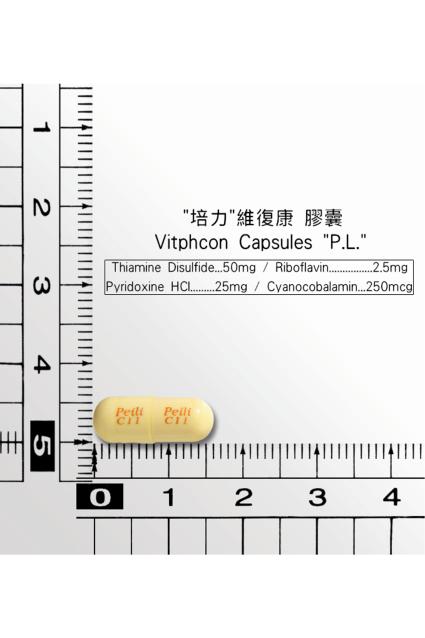 "培力"維復康 膠囊
Vitphcon Capsules "P.L."
Thiamine Disulfide...50mg / Riboflavin................2.5mg
Pyridoxine HCl.........25mg / Cyanocobalamin...250mcg
1
2
3
4
5
Peili Peili
C11 C11
0 1 2 3 4